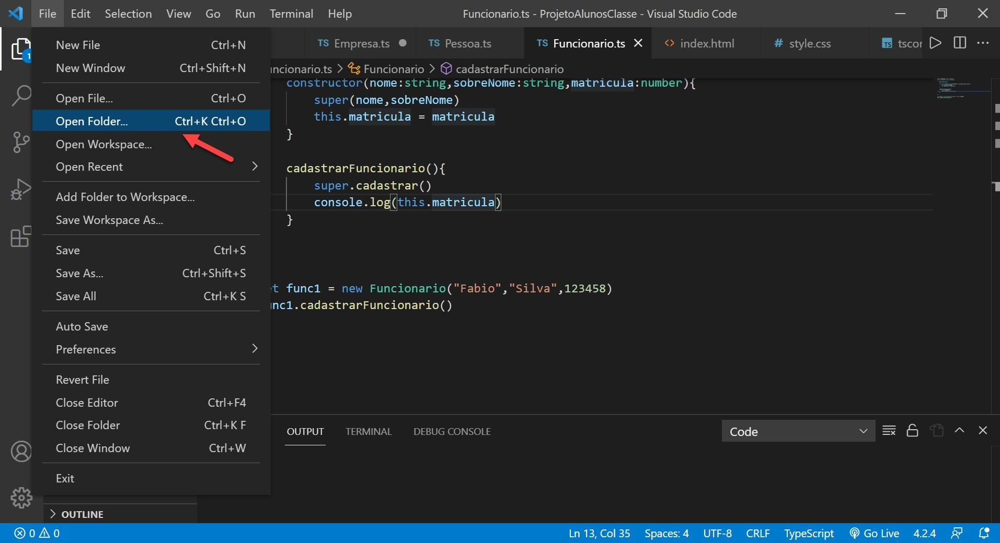 File Edit Selection View Go Run Terminal Help Funcionario.ts - ProjetoAlunosClasse - Visual Studio Code
TS Empresa.ts TS Pessoa.ts TS Funcionario.ts <> index.html # style.css TS tscor
1
uncionario.ts > Funcionario > cadastrarFuncionario
New File Ctrl+N
New Window Ctrl+Shift+N
Open File... Ctrl+O
Open Folder... Ctrl+K Ctrl+O
Open Workspace...
Open Recent
Add Folder to Workspace...
Save Workspace As...
Save Ctrl+S
Save As... Ctrl+Shift+S
Save All Ctrl+K S
Auto Save
Preferences
Revert File
Close Editor Ctrl+F4
Close Folder Ctrl+K F
Close Window Ctrl+W
Exit
constructor(nome:string,sobreNome:string,matricula:number){
super(nome,sobreNome)
this.matricula = matricula
}
cadastrarFuncionario(){
super.cadastrar()
console.log(this.matricula)
}
et func1 = new Funcionario("Fabio","Silva",123458)
unc1.cadastrarFuncionario()
OUTPUT TERMINAL DEBUG CONSOLE Code
OUTLINE
0 0 Ln 13, Col 35 Spaces: 4 UTF-8 CRLF TypeScript Go Live 4.2.4